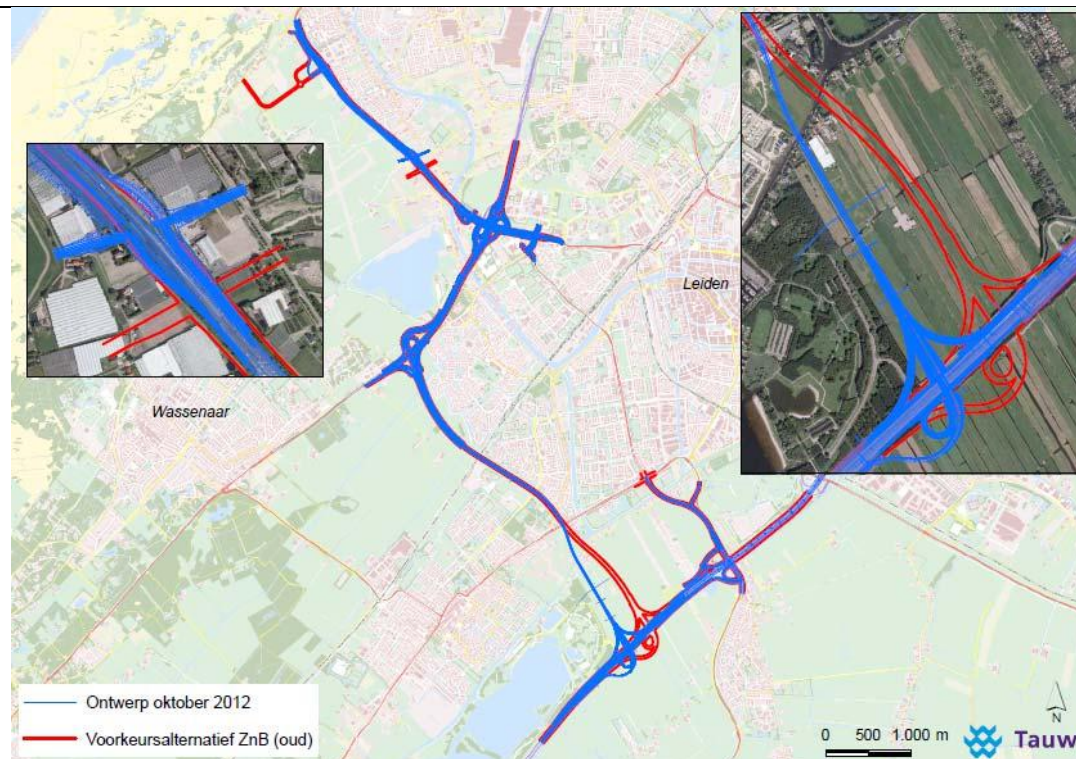 Leiden
Wassenaar
Ontwerp oktober 2012
Voorkeursalternatief ZnB (oud)
0 500 1.000 m
N
Tauw